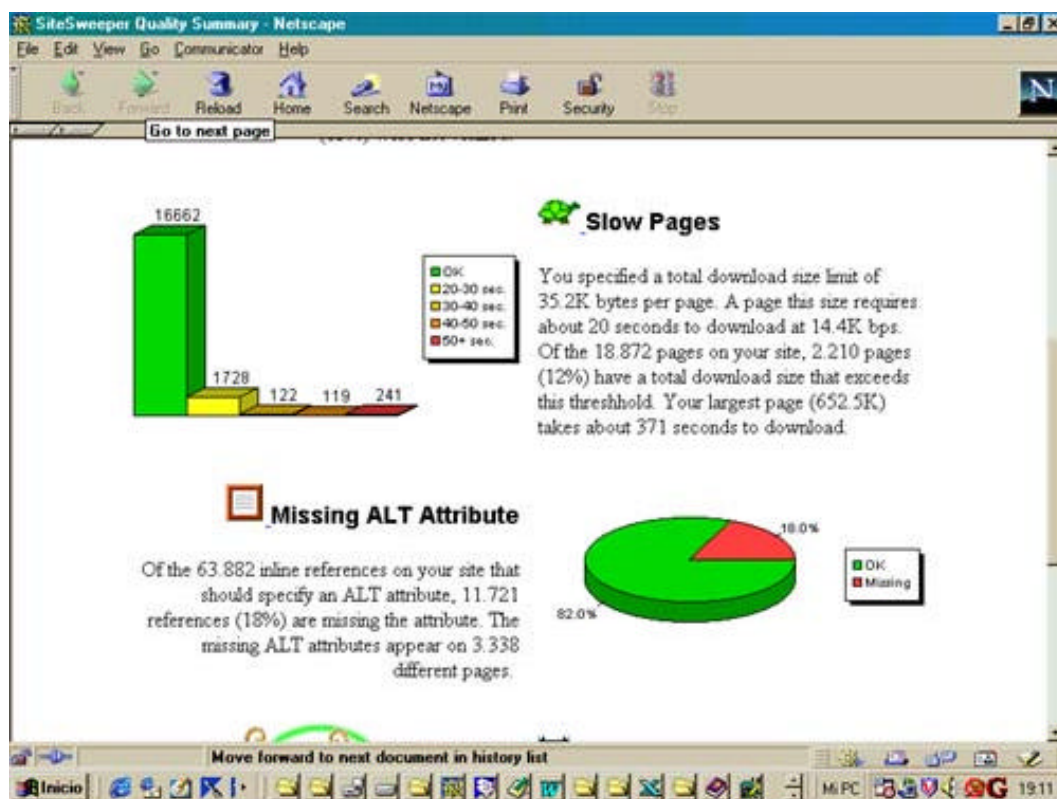 SiteSweeper Quality Summary - Netscape
File Edit View Go Communicator Help
Back Forward Reload Home Search Netscape Print Security Stop
Go to next page
16662
1728
122
119
241
OK
20-30 sec.
30-40 sec.
40-50 sec.
50+ sec.
Slow Pages
You specified a total download size limit of
35.2K bytes per page. A page this size requires
about 20 seconds to download at 14.4K bps.
Of the 18.872 pages on your site, 2.210 pages
(12%) have a total download size that exceeds
this threshhold. Your largest page (652.5K)
takes about 371 seconds to download.
Missing ALT Attribute
Of the 63.882 inline references on your site that
should specify an ALT attribute, 11.721
references (18%) are missing the attribute. The
missing ALT attributes appear on 3.338
different pages.
18.0%
82.0%
OK
Missing
Move forward to next document in history list
Inicio
Mi PC
19:11